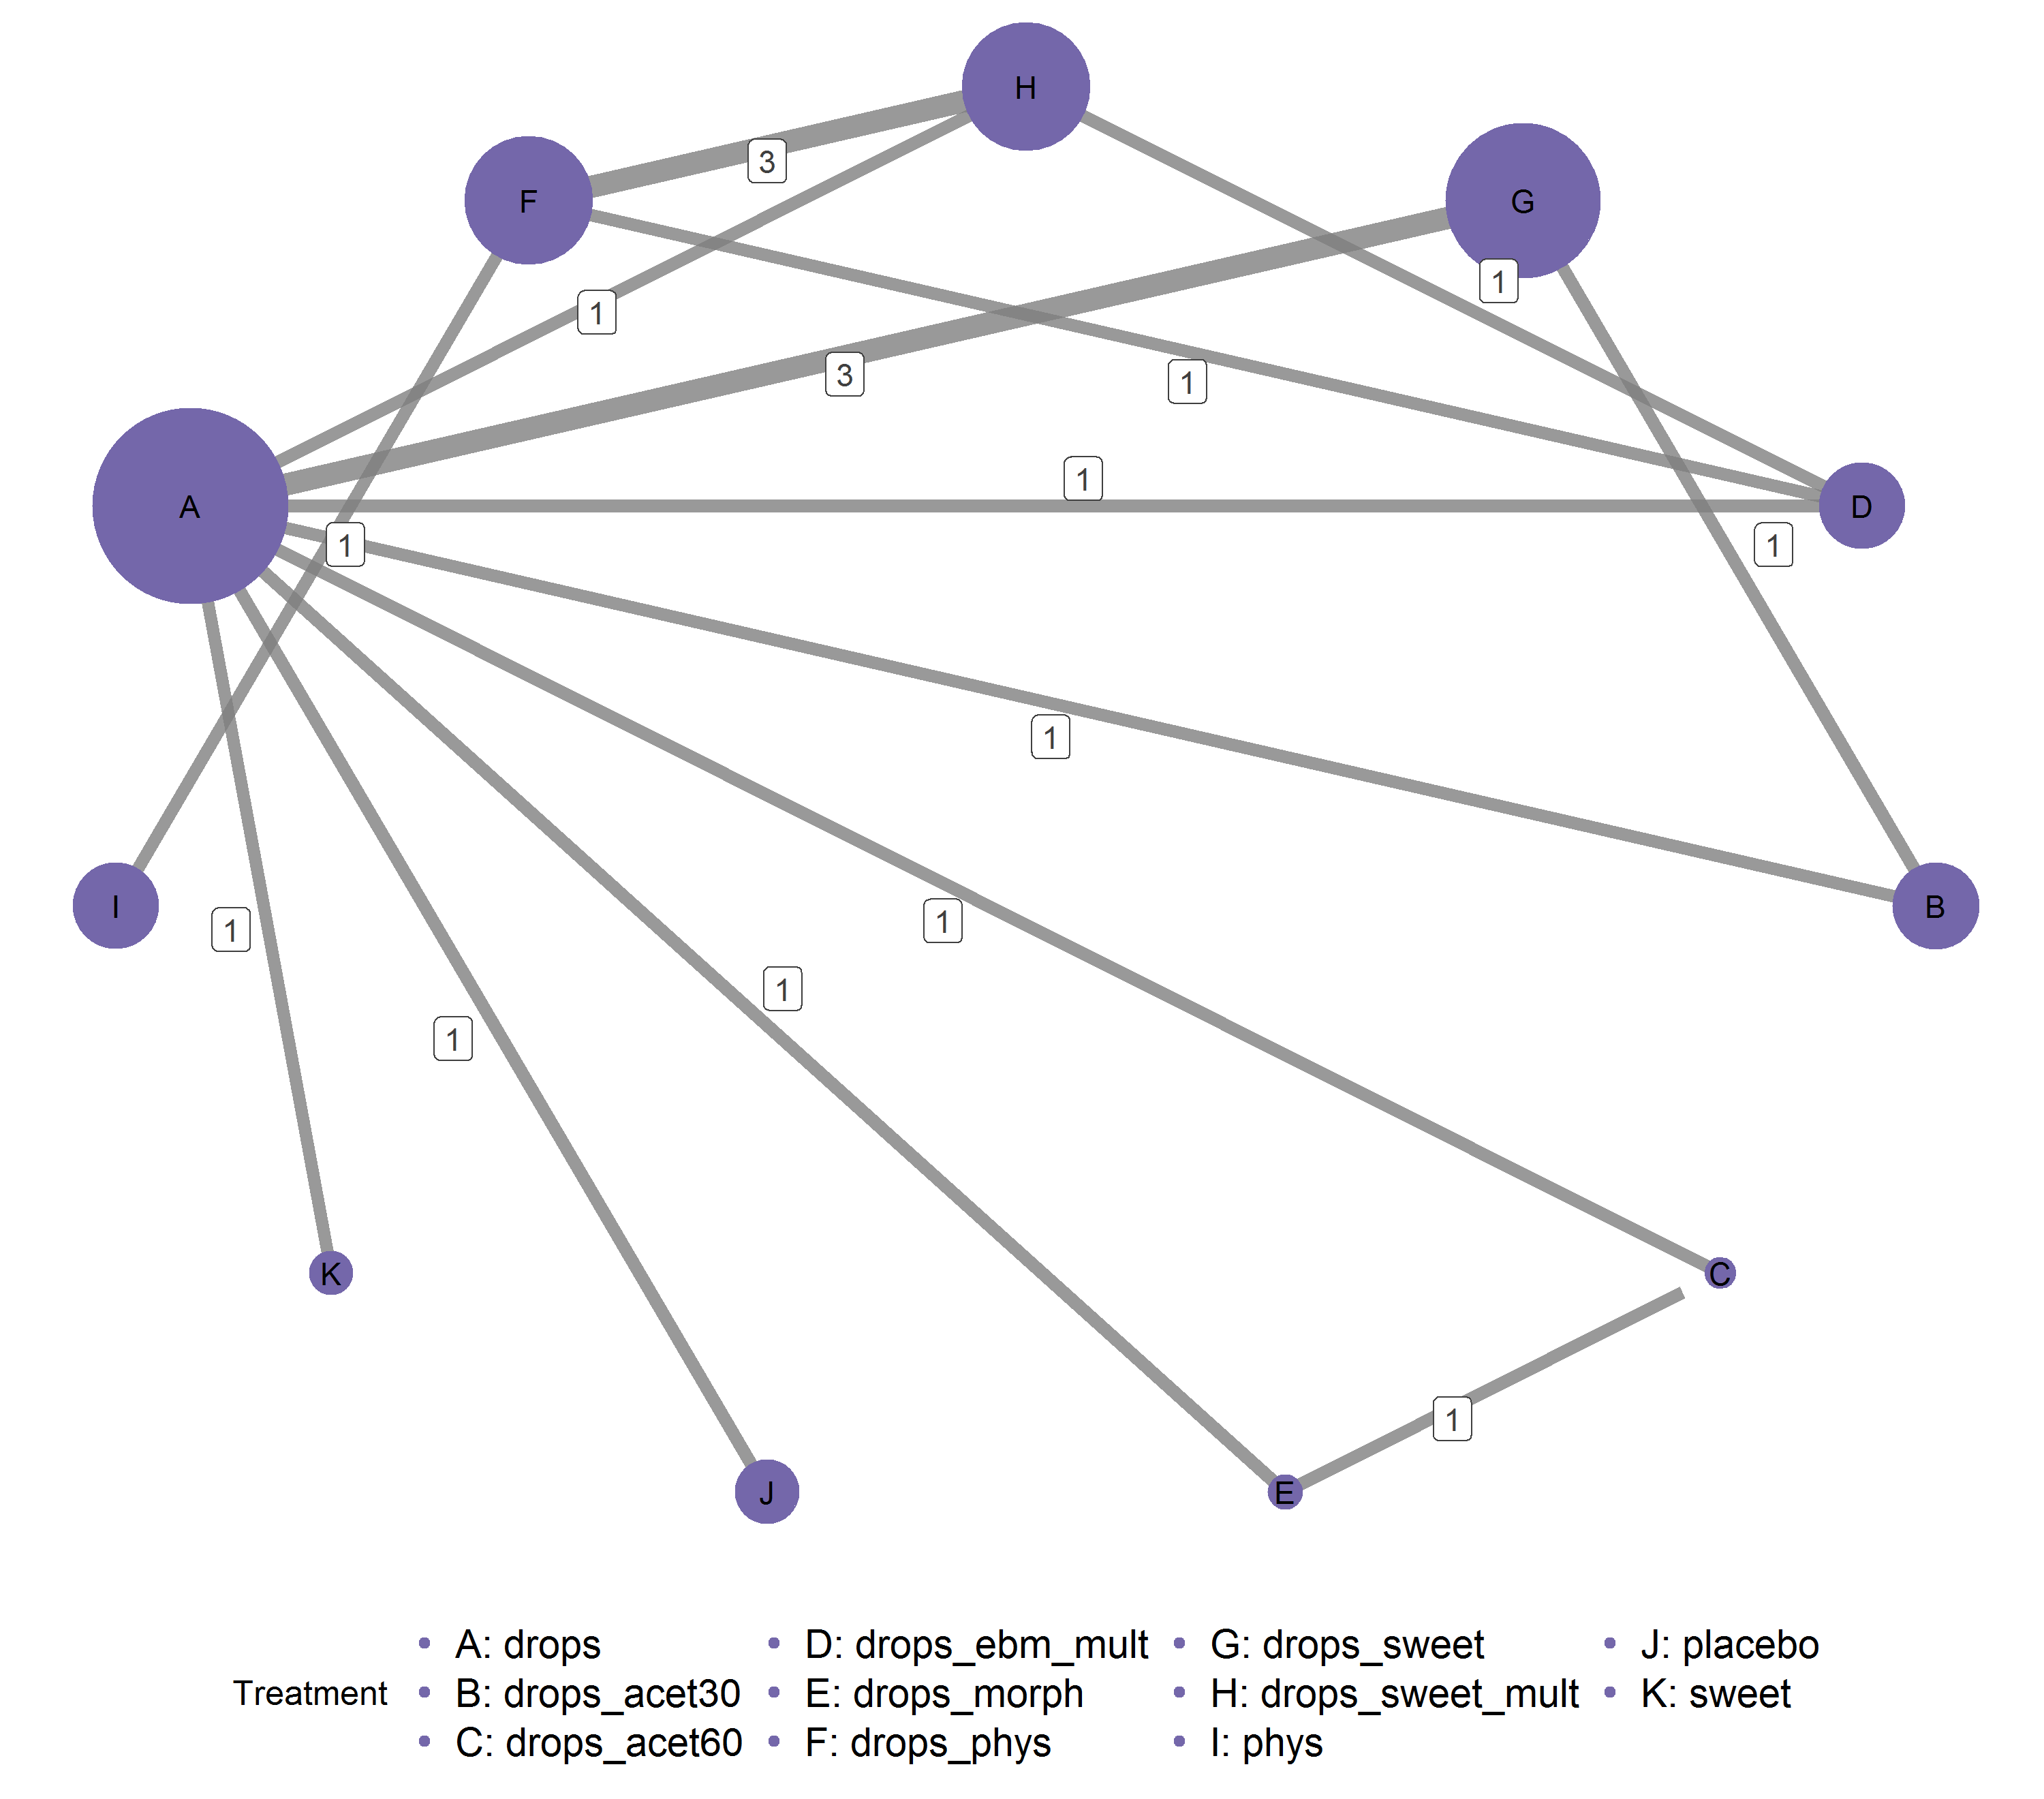 H
3
F
G
1
1
3
1
1
A
D
1
1
1
I
B
1
1
1
1
K
C
1
J
E
A: drops
D: drops_ebm_mult
G: drops_sweet
J: placebo
Treatment
B: drops_acet30
E: drops_morph
H: drops_sweet_mult
K: sweet
C: drops_acet60
F: drops_phys
I: phys